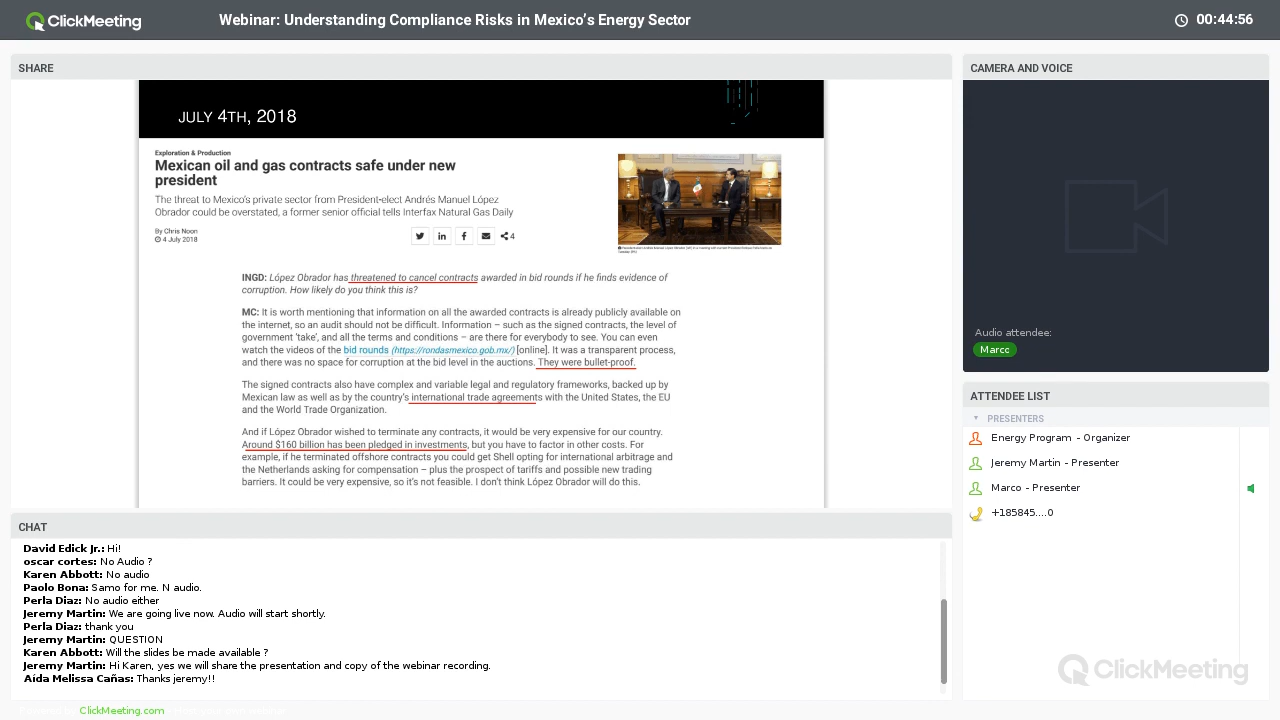 ClickMeeting
Webinar: Understanding Compliance Risks in Mexico's Energy Sector
00:44:56
SHARE
JULY 4TH, 2018
Exploration & Production
Mexican oil and gas contracts safe under new
president
The threat to Mexico's private sector from President-elect Andrés Manuel López
Obrador could be overstated, a former senior official tells Interfax Natural Gas Daily
By Chris Noon
4 July 2018
4
INGD: López Obrador has threatened to cancel contracts awarded in bid rounds if he finds evidence of
corruption. How likely do you think this is?
MC: It is worth mentioning that information on all the awarded contracts is already publicly available on
the internet, so an audit should not be difficult. Information – such as the signed contracts, the level of
government 'take', and all the terms and conditions – are there for everybody to see. You can even
watch the videos of the bid rounds (https://rondasmexico.gob.mx/) [online]. It was a transparent process,
and there was no space for corruption at the bid level in the auctions. They were bullet-proof.
The signed contracts also have complex and variable legal and regulatory frameworks, backed up by
Mexican law as well as by the country's international trade agreements with the United States, the EU
and the World Trade Organization.
And if López Obrador wished to terminate any contracts, it would be very expensive for our country.
Around $160 billion has been pledged in investments, but you have to factor in other costs. For
example, if he terminated offshore contracts you could get Shell opting for international arbitrage and
the Netherlands asking for compensation – plus the prospect of tariffs and possible new trading
barriers. It could be very expensive, so it's not feasible. I don't think López Obrador will do this.
CHAT
David Edick Jr.: Hi!
oscar cortes: No Audio ?
Karen Abbott: No audio
Paolo Bona: Samo for me. N audio.
Perla Diaz: No audio either
Jeremy Martin: We are going live now. Audio will start shortly.
Perla Diaz: thank you
Jeremy Martin: QUESTION
Karen Abbott: Will the slides be made available ?
Jeremy Martin: Hi Karen, yes we will share the presentation and copy of the webinar recording.
Aída Melissa Cañas: Thanks jeremy!!
ClickMeeting.com
CAMERA AND VOICE
Audio attendee:
Marco
ATTENDEE LIST
PRESENTERS
Energy Program - Organizer
Jeremy Martin - Presenter
Marco - Presenter
+185845....0
ClickMeeting